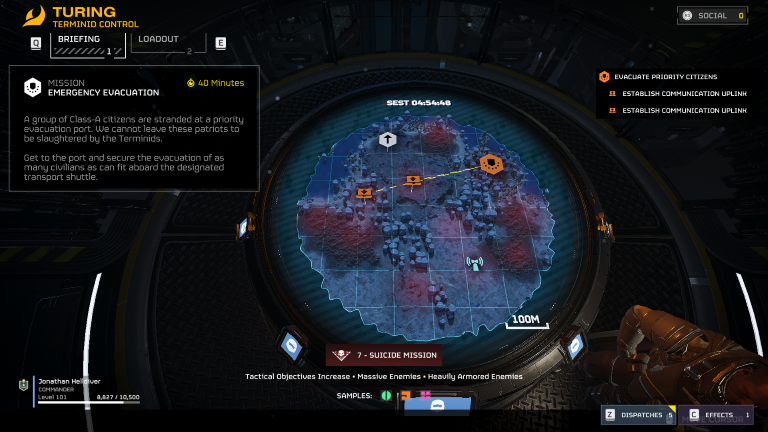 TURING
TERMINID CONTROL
SOCIAL 0
Q
BRIEFING
1
LOADOUT
2
E
MISSION
EMERGENCY EVACUATION
40 Minutes
A group of Class-A citizens are stranded at a priority
evacuation port. We cannot leave these patriots to
be slaughtered by the Terminids.
Get to the port and secure the evacuation of as
many civilians as can fit aboard the designated
transport shuttle.
EVACUATE PRIORITY CITIZENS
ESTABLISH COMMUNICATION UPLINK
ESTABLISH COMMUNICATION UPLINK
SEST 04:54:46
100M
7 - SUICIDE MISSION
Tactical Objectives Increase • Massive Enemies • Heavily Armored Enemies
SAMPLES:
Jonathan Helldiver
COMMANDER
Level 101
8,827 / 10,500
Z DISPATCHES 5
C EFFECTS 1
CURSOR